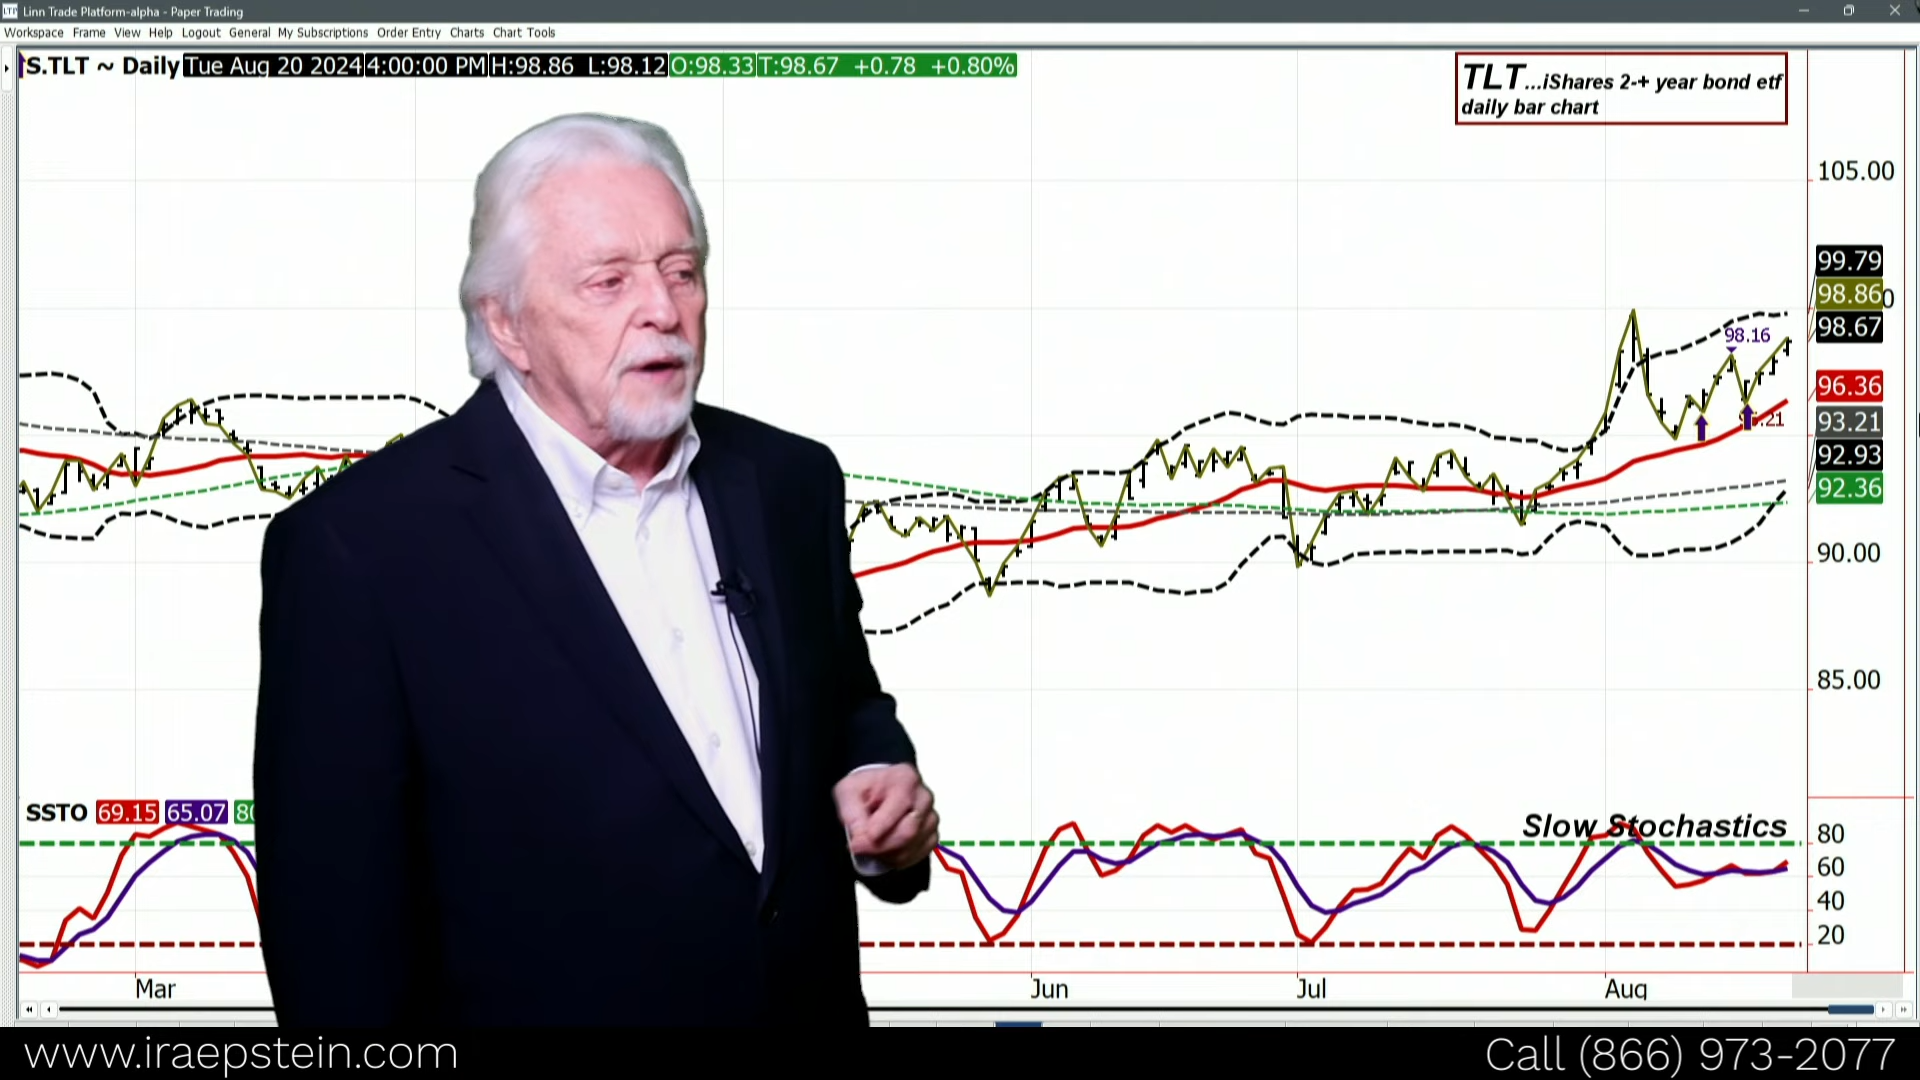 LTP Linn Trade Platform-alpha - Paper Trading
Workspace Frame View Help Logout General My Subscriptions Order Entry Charts Chart Tools
S.TLT ~ Daily Tue Aug 20 2024 4:00:00 PM H:98.86 L:98.12 O:98.33 T:98.67 +0.78 +0.80%
TLT...iShares 2-+ year bond etf
daily bar chart
105.00
99.79
98.86
98.67
98.16
96.36
93.21
92.93
92.36
90.00
85.00
SSTO 69.15 65.07 80
Slow Stochastics
80
60
40
20
Mar Jun Jul Aug
www.iraepstein.com Call (866) 973-2077